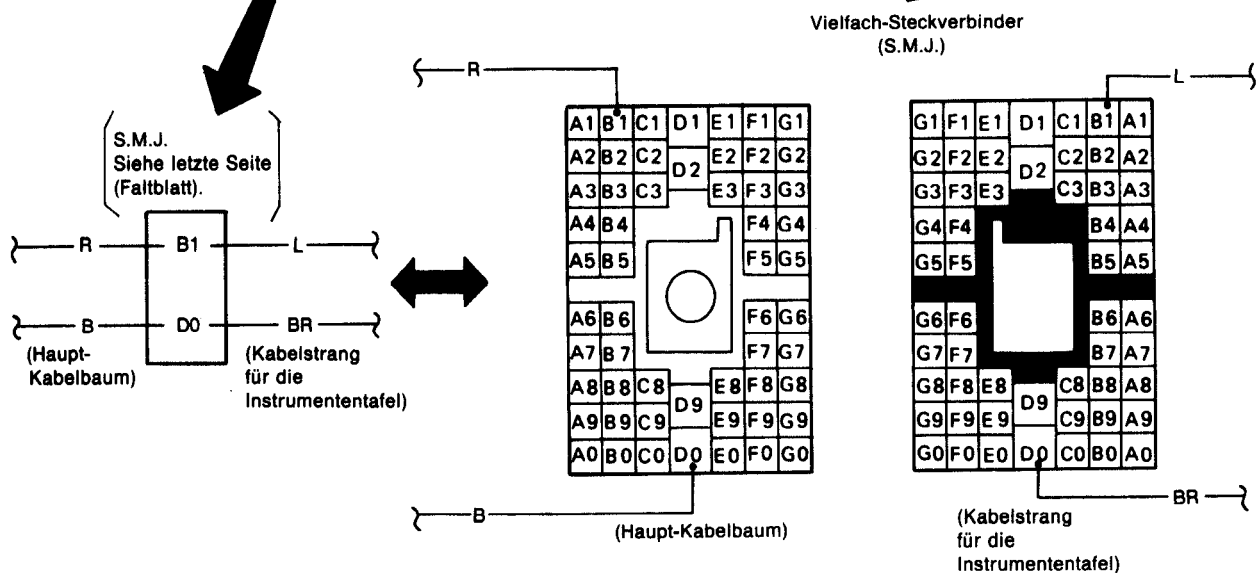 Vielfach-Steckverbinder
(S.M.J.)
R
L
S.M.J.
Siehe letzte Seite
(Faltblatt).
R B1 L
B D0 BR
(Haupt-
Kabelbaum)
(Kabelstrang
für die
Instrumententafel)
A1 B1 C1 D1 E1 F1 G1
A2 B2 C2 D2 E2 F2 G2
A3 B3 C3 E3 F3 G3
A4 B4 F4 G4
A5 B5 F5 G5
A6 B6 F6 G6
A7 B7 F7 G7
A8 B8 C8 E8 F8 G8
A9 B9 C9 D9 E9 F9 G9
A0 B0 C0 D0 E0 F0 G0
B
(Haupt-Kabelbaum)
G1 F1 E1 D1 C1 B1 A1
G2 F2 E2 D2 C2 B2 A2
G3 F3 E3 C3 B3 A3
G4 F4 B4 A4
G5 F5 B5 A5
G6 F6 B6 A6
G7 F7 B7 A7
G8 F8 E8 C8 B8 A8
G9 F9 E9 D9 C9 B9 A9
G0 F0 E0 D0 C0 B0 A0
BR
(Kabelstrang
für die
Instrumententafel)